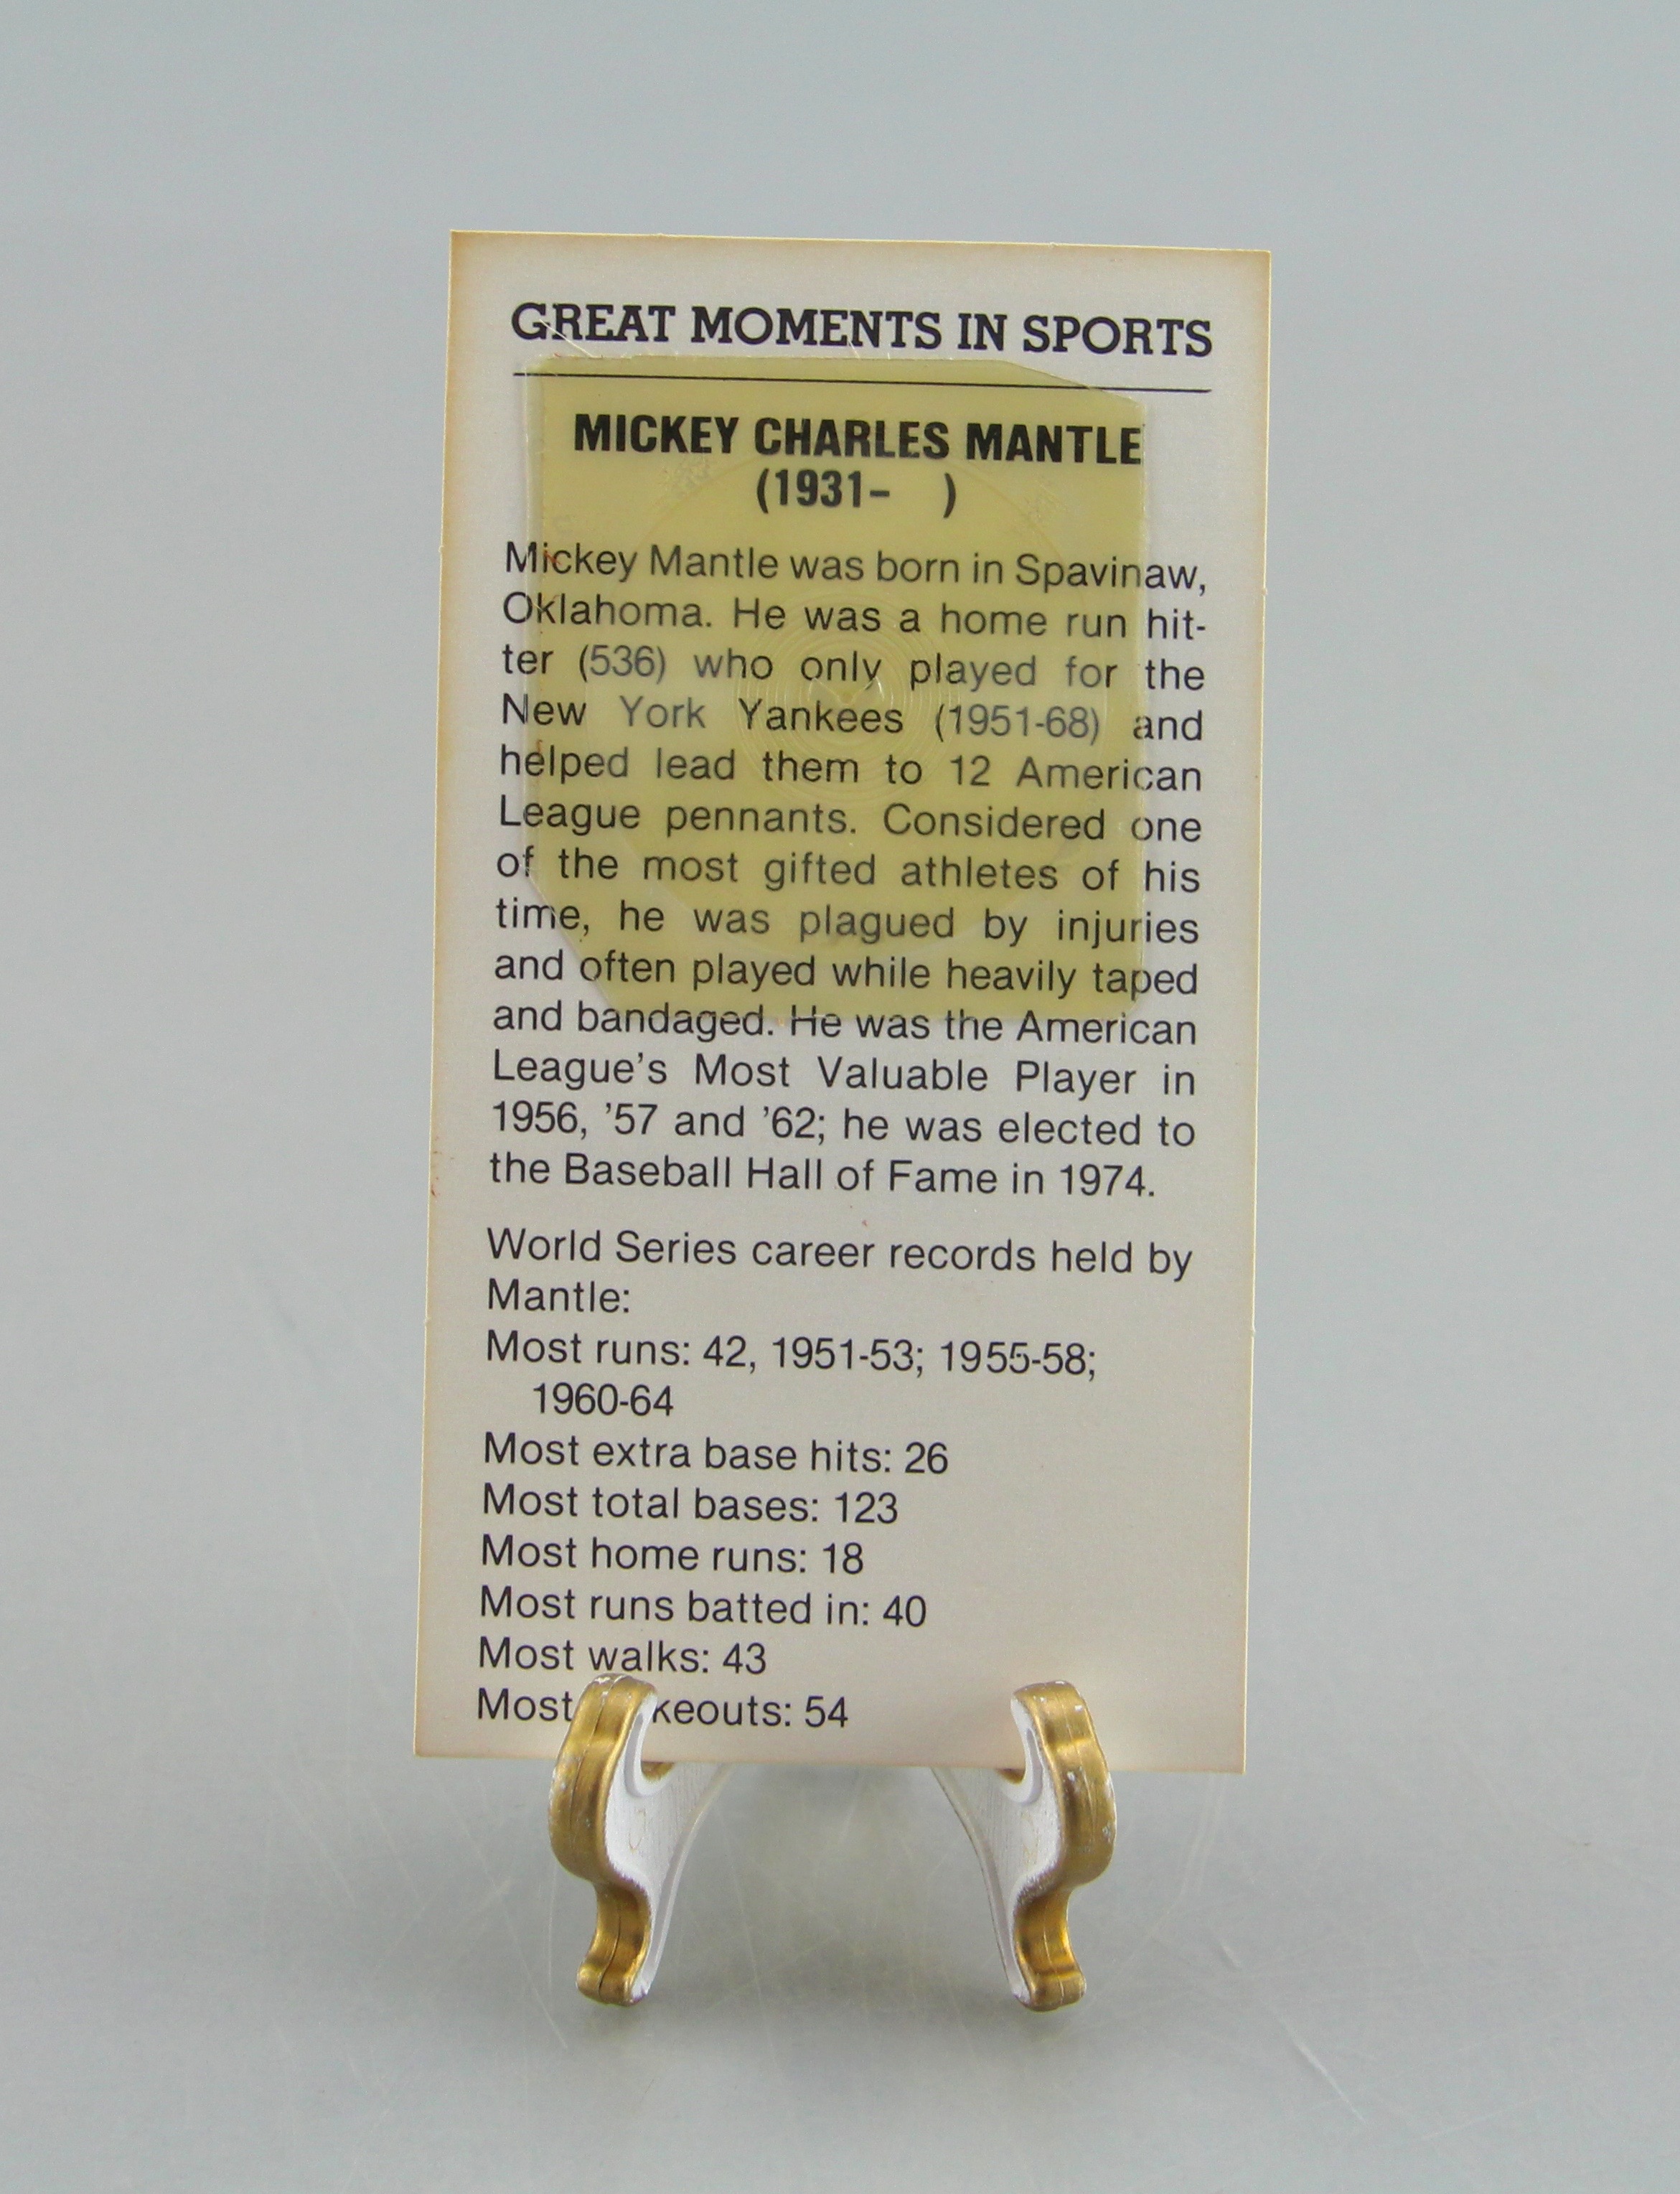 GREAT MOMENTS IN SPORTS
MICKEY CHARLES MANTLE
(1931– )
Mickey Mantle was born in Spavinaw,
Oklahoma. He was a home run hit-
ter (536) who only played for the
New York Yankees (1951-68) and
helped lead them to 12 American
League pennants. Considered one
of the most gifted athletes of his
time, he was plagued by injuries
and often played while heavily taped
and bandaged. He was the American
League's Most Valuable Player in
1956, '57 and '62; he was elected to
the Baseball Hall of Fame in 1974.
World Series career records held by
Mantle:
Most runs: 42, 1951-53; 1955-58;
1960-64
Most extra base hits: 26
Most total bases: 123
Most home runs: 18
Most runs batted in: 40
Most walks: 43
Most keouts: 54